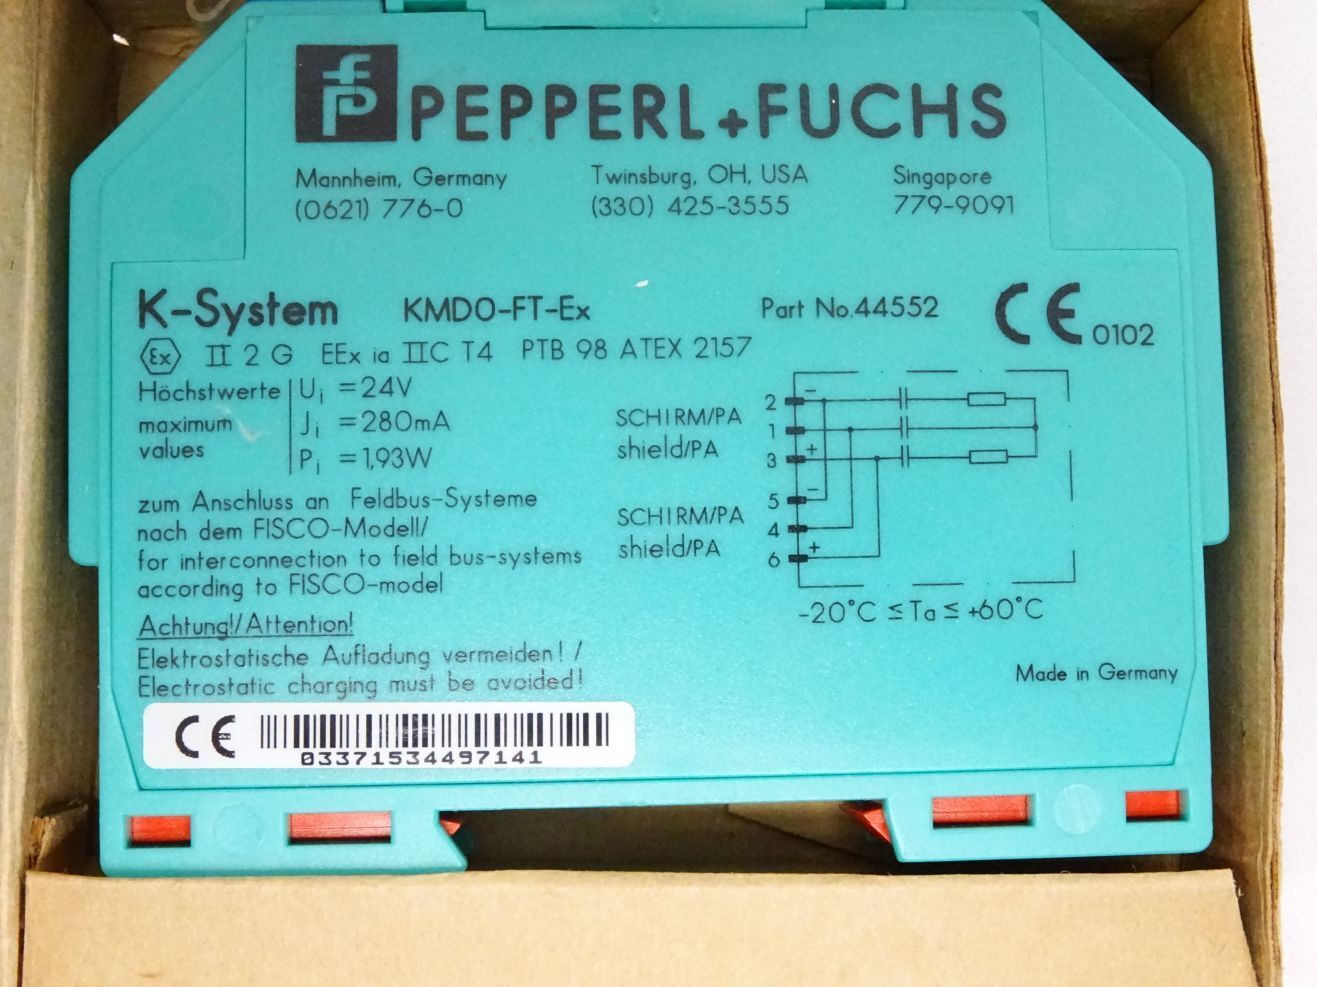 PEPPERL+FUCHS
Mannheim, Germany Twinsburg, OH, USA Singapore
(0621) 776-0 (330) 425-3555 779-9091
K-System KMD0-FT-Ex Part No.44552 CE 0102
Ex II 2 G EEx ia IIC T4 PTB 98 ATEX 2157
Höchstwerte Ui = 24V
maximum Ji = 280mA
values Pi = 1,93W
zum Anschluss an Feldbus-Systeme
nach dem FISCO-Modell/
for interconnection to field bus-systems
according to FISCO-model
Achtung!/Attention!
Elektrostatische Aufladung vermeiden! /
Electrostatic charging must be avoided!
SCHIRM/PA
shield/PA
SCHIRM/PA
shield/PA
2 -
1
3 +
5 -
4
6 +
-20°C ≤ Ta ≤ +60°C
Made in Germany
CE
03371534497141